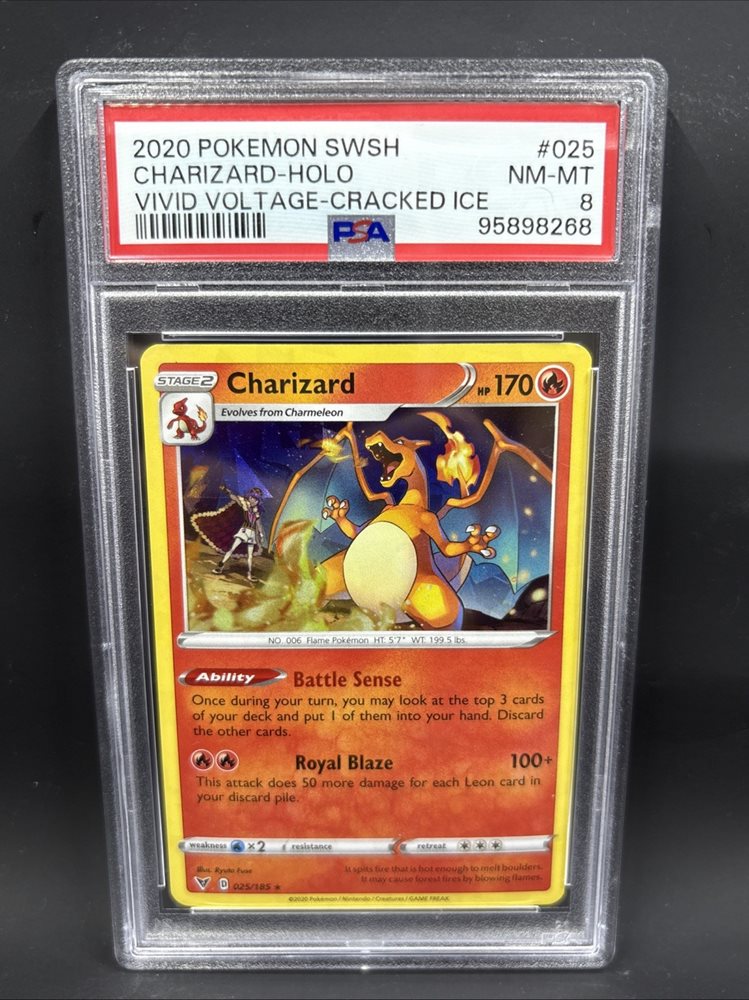 2020 POKEMON SWSH #025
CHARIZARD-HOLO NM-MT
VIVID VOLTAGE-CRACKED ICE 8
PSA 95898268
STAGE 2 Charizard HP 170
Evolves from Charmeleon
NO. 006 Flame Pokémon HT: 5'7" WT: 199.5 lbs.
Ability Battle Sense
Once during your turn, you may look at the top 3 cards
of your deck and put 1 of them into your hand. Discard
the other cards.
Royal Blaze 100+
This attack does 50 more damage for each Leon card in
your discard pile.
weakness ×2 resistance retreat
Illus. Ryuta Fuse
It spits fire that is hot enough to melt boulders.
It may cause forest fires by blowing flames.
D 025/185 ★
©2020 Pokémon / Nintendo / Creatures / GAME FREAK